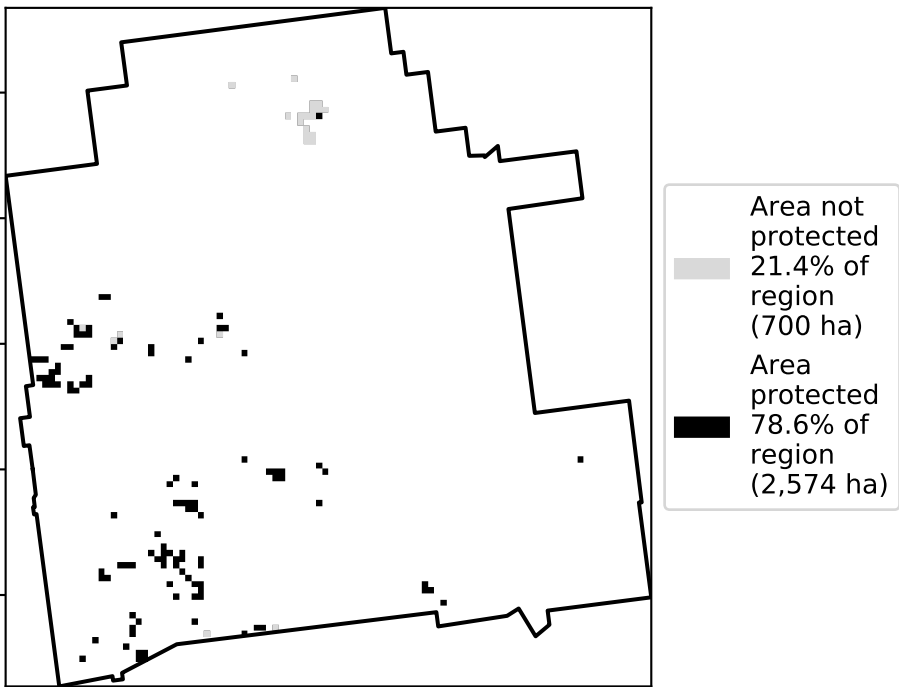 Area not
protected
21.4% of
region
(700 ha)
Area
protected
78.6% of
region
(2,574 ha)